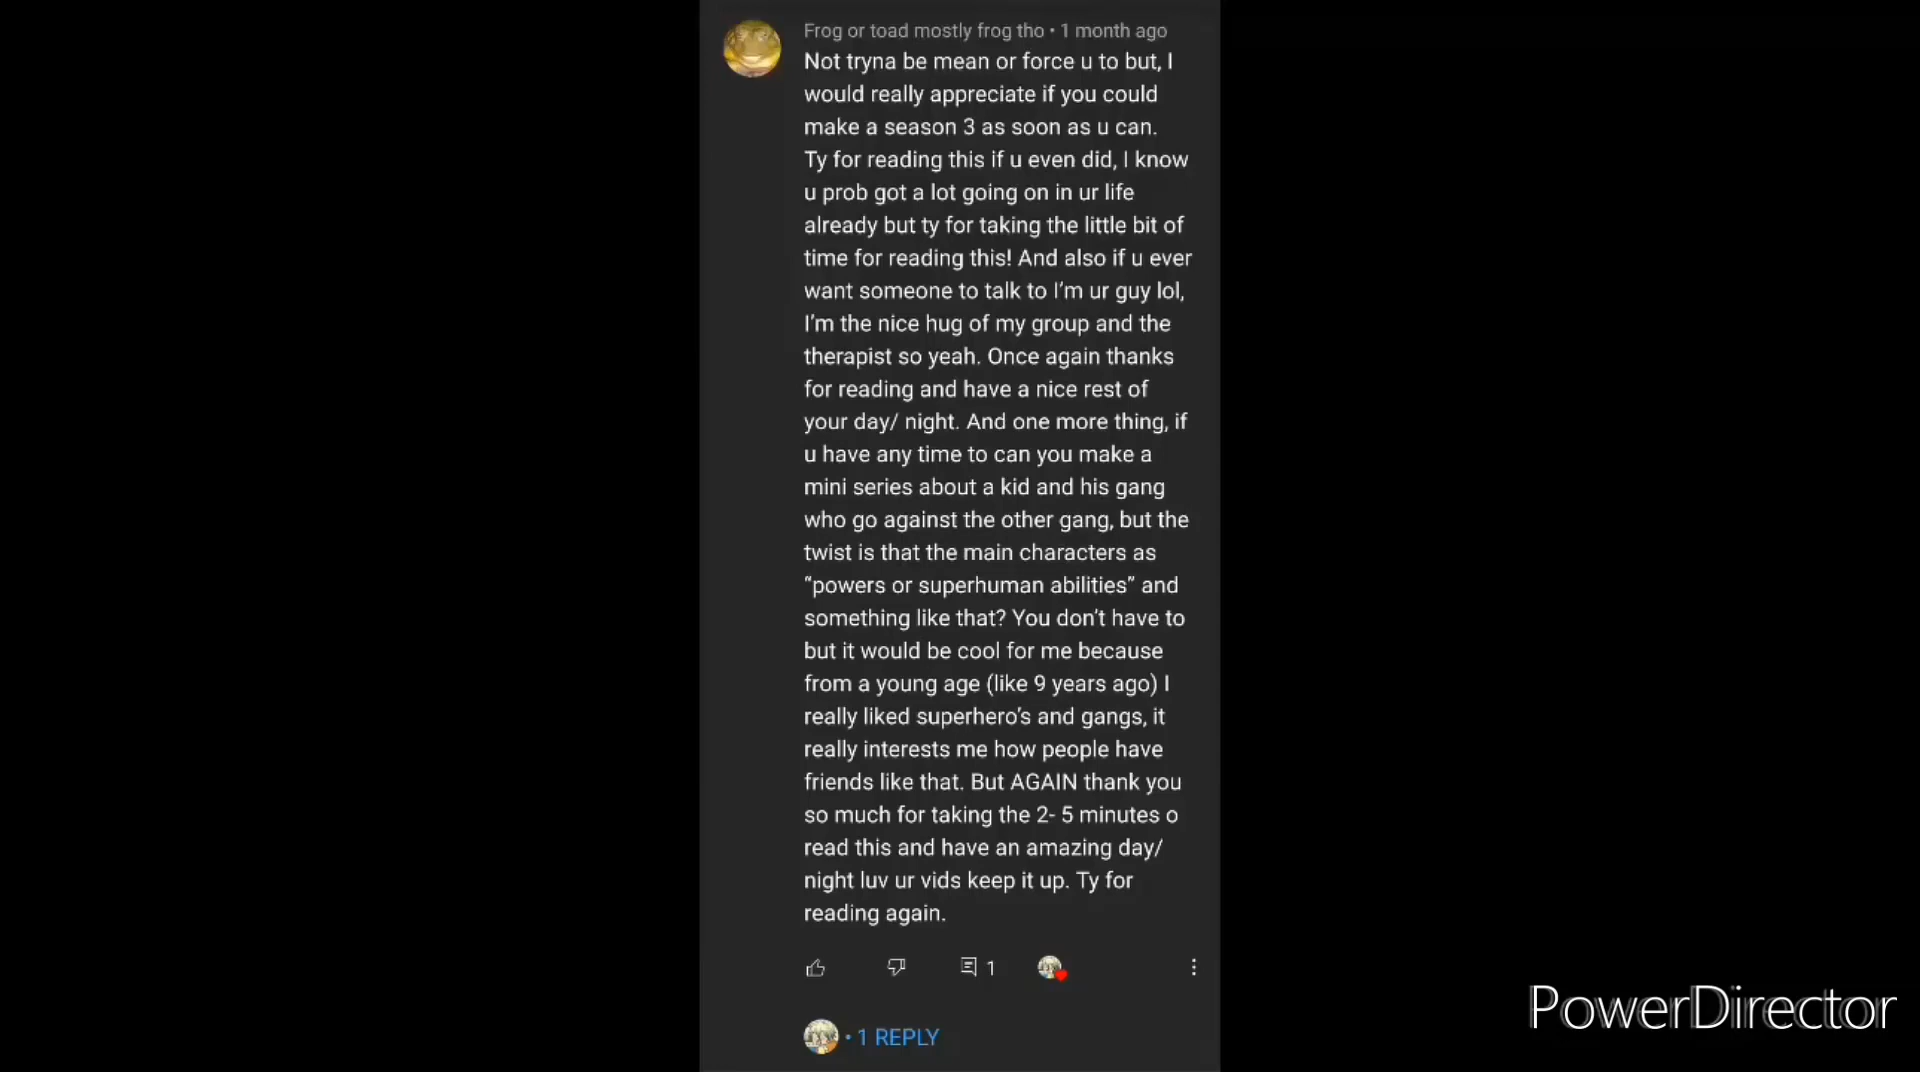 Frog or toad mostly frog tho • 1 month ago
Not tryna be mean or force u to but, I
would really appreciate if you could
make a season 3 as soon as u can.
Ty for reading this if u even did, I know
u prob got a lot going on in ur life
already but ty for taking the little bit of
time for reading this! And also if u ever
want someone to talk to I’m ur guy lol,
I’m the nice hug of my group and the
therapist so yeah. Once again thanks
for reading and have a nice rest of
your day/ night. And one more thing, if
u have any time to can you make a
mini series about a kid and his gang
who go against the other gang, but the
twist is that the main characters as
“powers or superhuman abilities” and
something like that? You don’t have to
but it would be cool for me because
from a young age (like 9 years ago) I
really liked superhero’s and gangs, it
really interests me how people have
friends like that. But AGAIN thank you
so much for taking the 2- 5 minutes o
read this and have an amazing day/
night luv ur vids keep it up. Ty for
reading again.
1
• 1 REPLY
PowerDirector